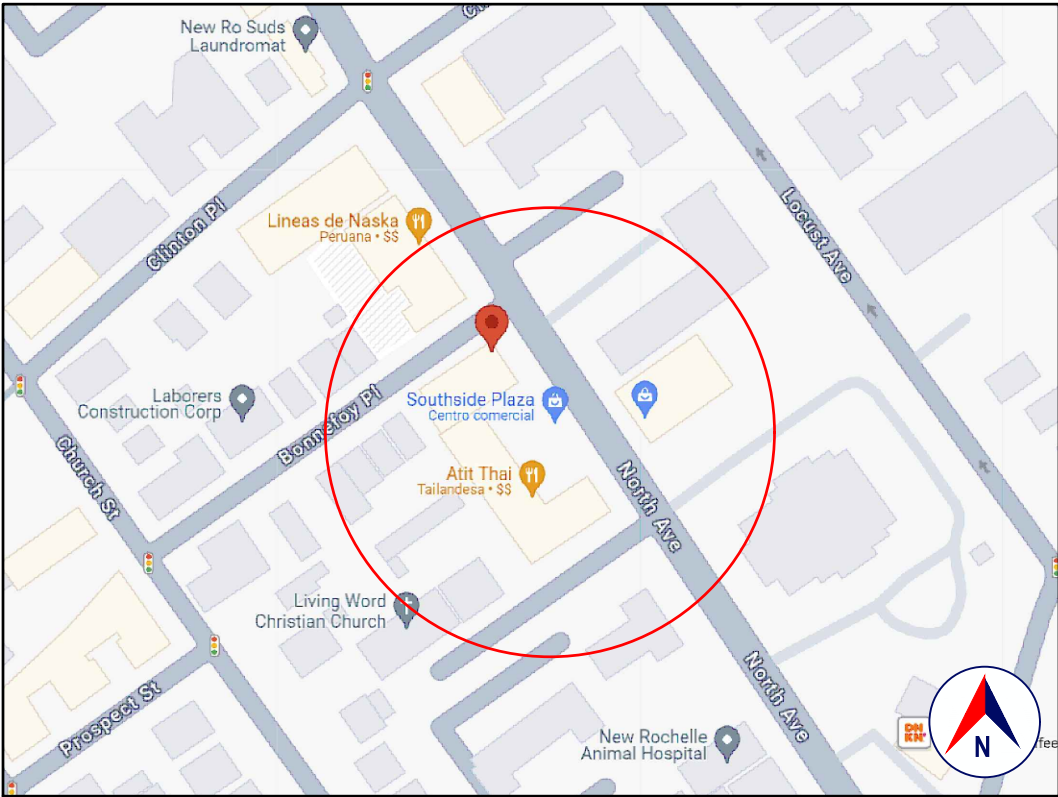 New Ro Suds
Laundromat
Lineas de Naska
Peruana • $$
Clinton Pl
Locust Ave
Laborers
Construction Corp
Bonnefoy Pl
Southside Plaza
Centro comercial
Church St
Atit Thai
Tailandesa • $$
North Ave
Living Word
Christian Church
Prospect St
North Ave
New Rochelle
Animal Hospital
DN
KN'
N